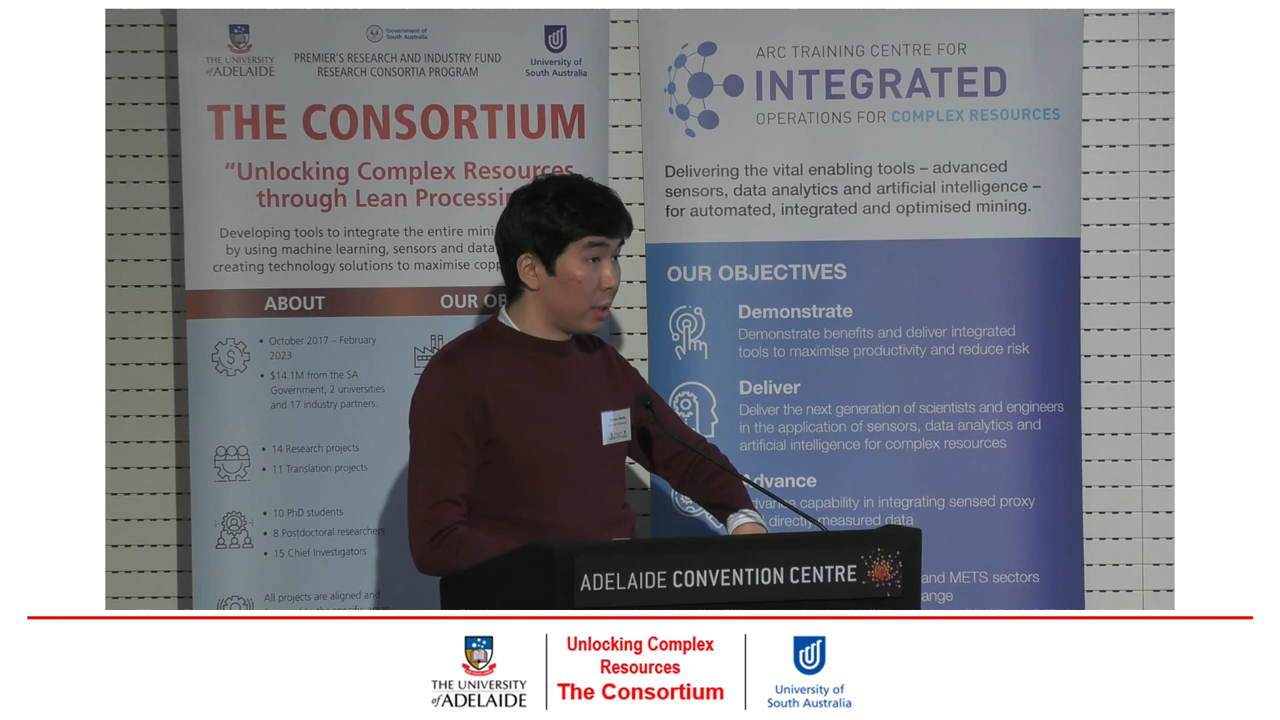 THE UNIVERSITY
of ADELAIDE
Government of
South Australia
PREMIER'S RESEARCH AND INDUSTRY FUND
RESEARCH CONSORTIA PROGRAM
University of
South Australia
THE CONSORTIUM
“Unlocking Complex Resources
through Lean Processin
Developing tools to integrate the entire mini
by using machine learning, sensors and data
creating technology solutions to maximise copp
ABOUT
OUR OB
• October 2017 – February
2023
• $14.1M from the SA
Government, 2 universities
and 17 industry partners.
• 14 Research projects
• 11 Translation projects
• 10 PhD students
• 8 Postdoctoral researchers
• 15 Chief Investigators
All projects are aligned and
ARC TRAINING CENTRE FOR
INTEGRATED
OPERATIONS FOR COMPLEX RESOURCES
Delivering the vital enabling tools – advanced
sensors, data analytics and artificial intelligence –
for automated, integrated and optimised mining.
OUR OBJECTIVES
Demonstrate
Demonstrate benefits and deliver integrated
tools to maximise productivity and reduce risk
Deliver
Deliver the next generation of scientists and engineers
in the application of sensors, data analytics and
artificial intelligence for complex resources
Advance
Advance capability in integrating sensed proxy
directly measured data
and METS sectors
ange
ADELAIDE CONVENTION CENTRE
THE UNIVERSITY
of ADELAIDE
Unlocking Complex
Resources
The Consortium
University of
South Australia